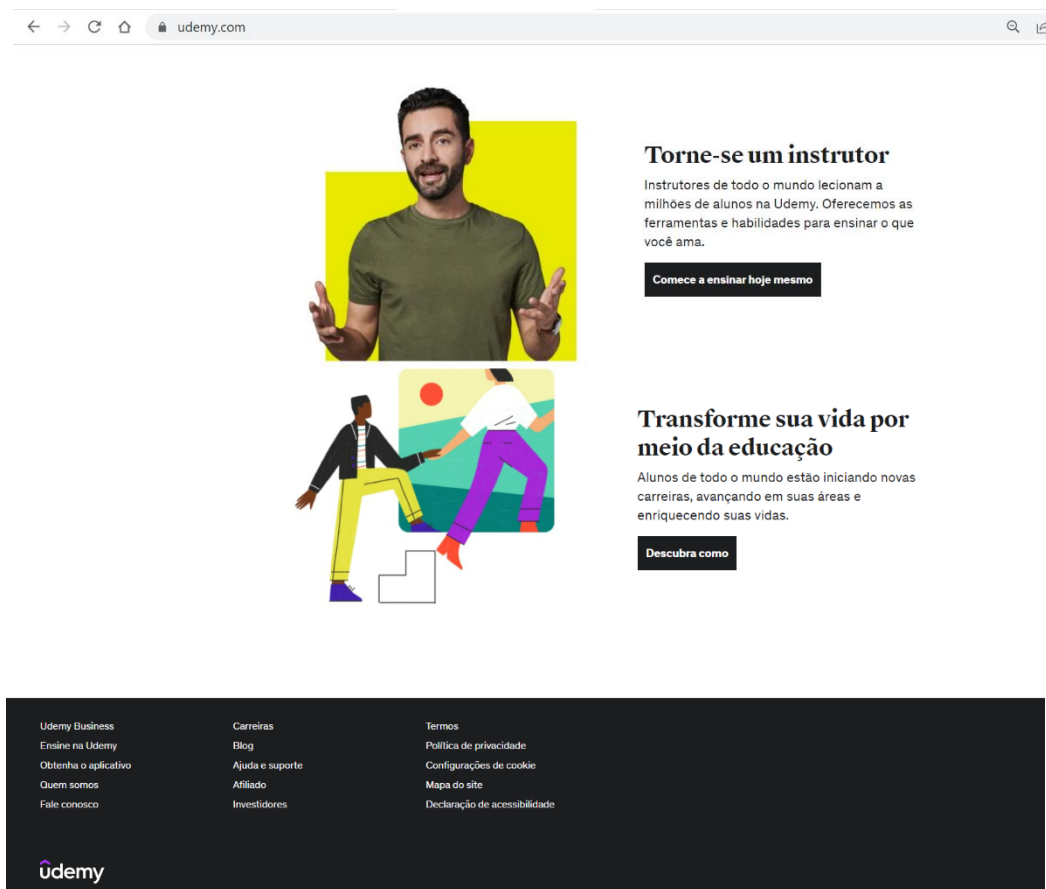 udemy.com
Torne-se um instrutor
Instrutores de todo o mundo lecionam a
milhões de alunos na Udemy. Oferecemos as
ferramentas e habilidades para ensinar o que
você ama.
Comece a ensinar hoje mesmo
Transforme sua vida por
meio da educação
Alunos de todo o mundo estão iniciando novas
carreiras, avançando em suas áreas e
enriquecendo suas vidas.
Descubra como
Udemy Business
Ensine na Udemy
Obtenha o aplicativo
Quem somos
Fale conosco
Carreiras
Blog
Ajuda e suporte
Afiliado
Investidores
Termos
Política de privacidade
Configurações de cookie
Mapa do site
Declaração de acessibilidade
ûdemy